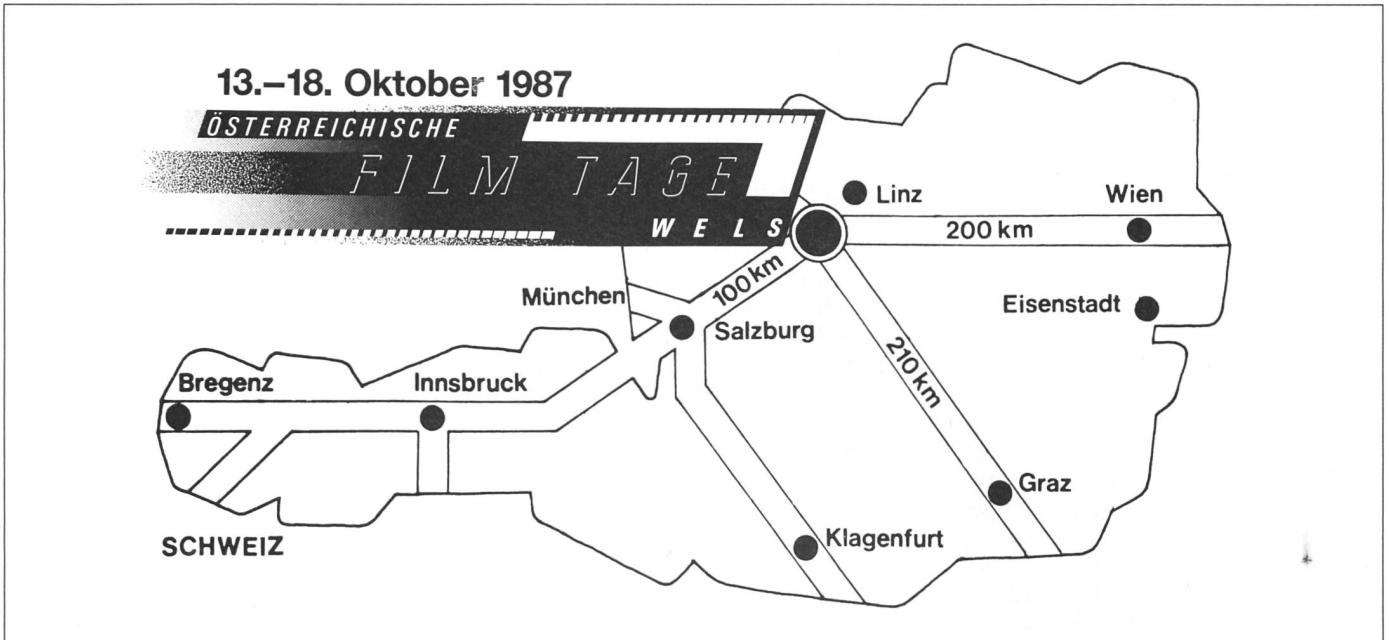 13.–18. Oktober 1987
ÖSTERREICHISCHE
FILM TAGE
WELS
Linz
Wien
200 km
100 km
München
Salzburg
Eisenstadt
210 km
Bregenz
Innsbruck
Graz
Klagenfurt
SCHWEIZ